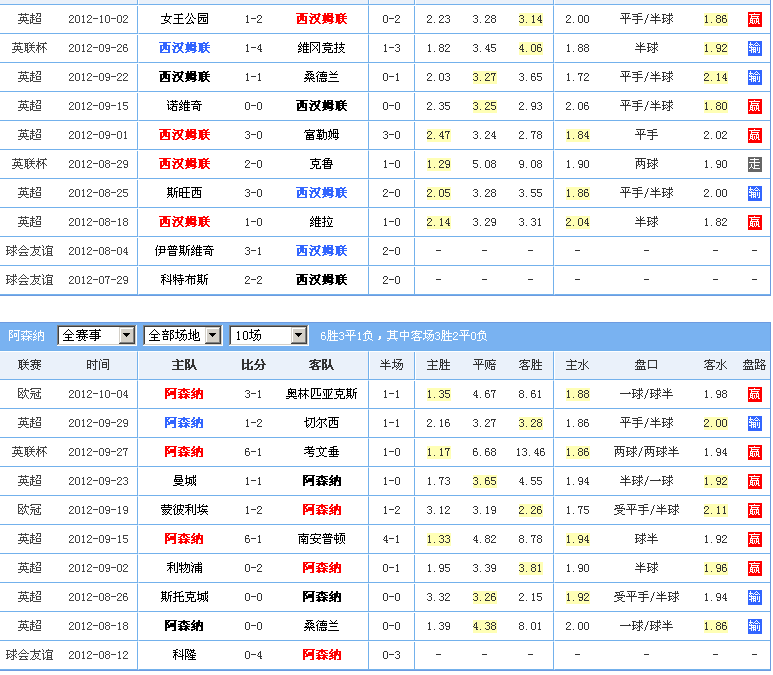 英超 2012-10-02 女王公园 1-2 西汉姆联 0-2 2.23 3.28 3.14 2.00 平手/半球 1.86 赢
英联杯 2012-09-26 西汉姆联 1-4 维冈竞技 1-3 1.82 3.45 4.06 1.88 半球 1.92 输
英超 2012-09-22 西汉姆联 1-1 桑德兰 0-1 2.03 3.27 3.65 1.72 平手/半球 2.14 输
英超 2012-09-15 诺维奇 0-0 西汉姆联 0-0 2.35 3.25 2.93 2.06 平手/半球 1.80 赢
英超 2012-09-01 西汉姆联 3-0 富勒姆 3-0 2.47 3.24 2.78 1.84 平手 2.02 赢
英联杯 2012-08-29 西汉姆联 2-0 克鲁 1-0 1.29 5.08 9.08 1.90 两球 1.90 走
英超 2012-08-25 斯旺西 3-0 西汉姆联 2-0 2.05 3.28 3.55 1.86 平手/半球 2.00 输
英超 2012-08-18 西汉姆联 1-0 维拉 1-0 2.14 3.29 3.31 2.04 半球 1.82 赢
球会友谊 2012-08-04 伊普斯维奇 3-1 西汉姆联 2-0 - - - - - -
球会友谊 2012-07-29 科特布斯 2-2 西汉姆联 2-0 - - - - - -
阿森纳 全赛事 全部场地 10场 6胜3平1负，其中客场3胜2平0负
联赛 时间 主队 比分 客队 半场 主胜 平赔 客胜 主水 盘口 客水 盘路
欧冠 2012-10-04 阿森纳 3-1 奥林匹亚克斯 1-1 1.35 4.67 8.61 1.88 一球/球半 1.98 赢
英超 2012-09-29 阿森纳 1-2 切尔西 1-1 2.16 3.27 3.28 1.86 平手/半球 2.00 输
英联杯 2012-09-27 阿森纳 6-1 考文垂 1-0 1.17 6.68 13.46 1.86 两球/两球半 1.94 赢
英超 2012-09-23 曼城 1-1 阿森纳 1-0 1.73 3.65 4.55 1.94 半球/一球 1.92 赢
欧冠 2012-09-19 蒙彼利埃 1-2 阿森纳 1-2 3.12 3.19 2.26 1.75 受平手/半球 2.11 赢
英超 2012-09-15 阿森纳 6-1 南安普顿 4-1 1.33 4.82 8.78 1.94 球半 1.92 赢
英超 2012-09-02 利物浦 0-2 阿森纳 0-1 1.95 3.39 3.81 1.90 半球 1.96 赢
英超 2012-08-26 斯托克城 0-0 阿森纳 0-0 3.32 3.26 2.15 1.92 受平手/半球 1.94 输
英超 2012-08-18 阿森纳 0-0 桑德兰 0-0 1.39 4.38 8.01 2.00 一球/球半 1.86 输
球会友谊 2012-08-12 科隆 0-4 阿森纳 0-3 - - - - - -